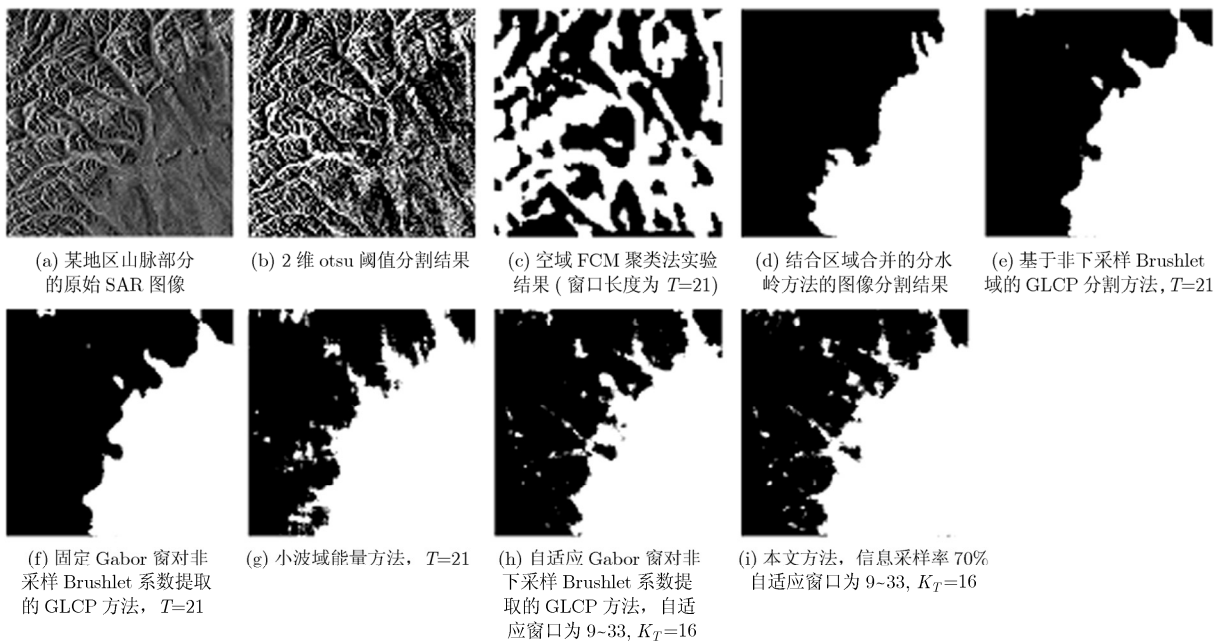 (a) 某地区山脉部分
的原始 SAR 图像
(b) 2 维 otsu 阈值分割结果
(c) 空域 FCM 聚类法实验
结果 ( 窗口长度为 T=21)
(d) 结合区域合并的分水
岭方法的图像分割结果
(e) 基于非下采样 Brushlet
域的 GLCP 分割方法, T=21
(f) 固定 Gabor 窗对非
采样 Brushlet 系数提取
的 GLCP 方法， T=21
(g) 小波域能量方法，T=21
(h) 自适应 Gabor 窗对非
下采样 Brushlet 系数提
取的 GLCP 方法，自适
应窗口为 9~33, KT=16
(i) 本文方法，信息采样率 70%
自适应窗口为 9~33, KT=16